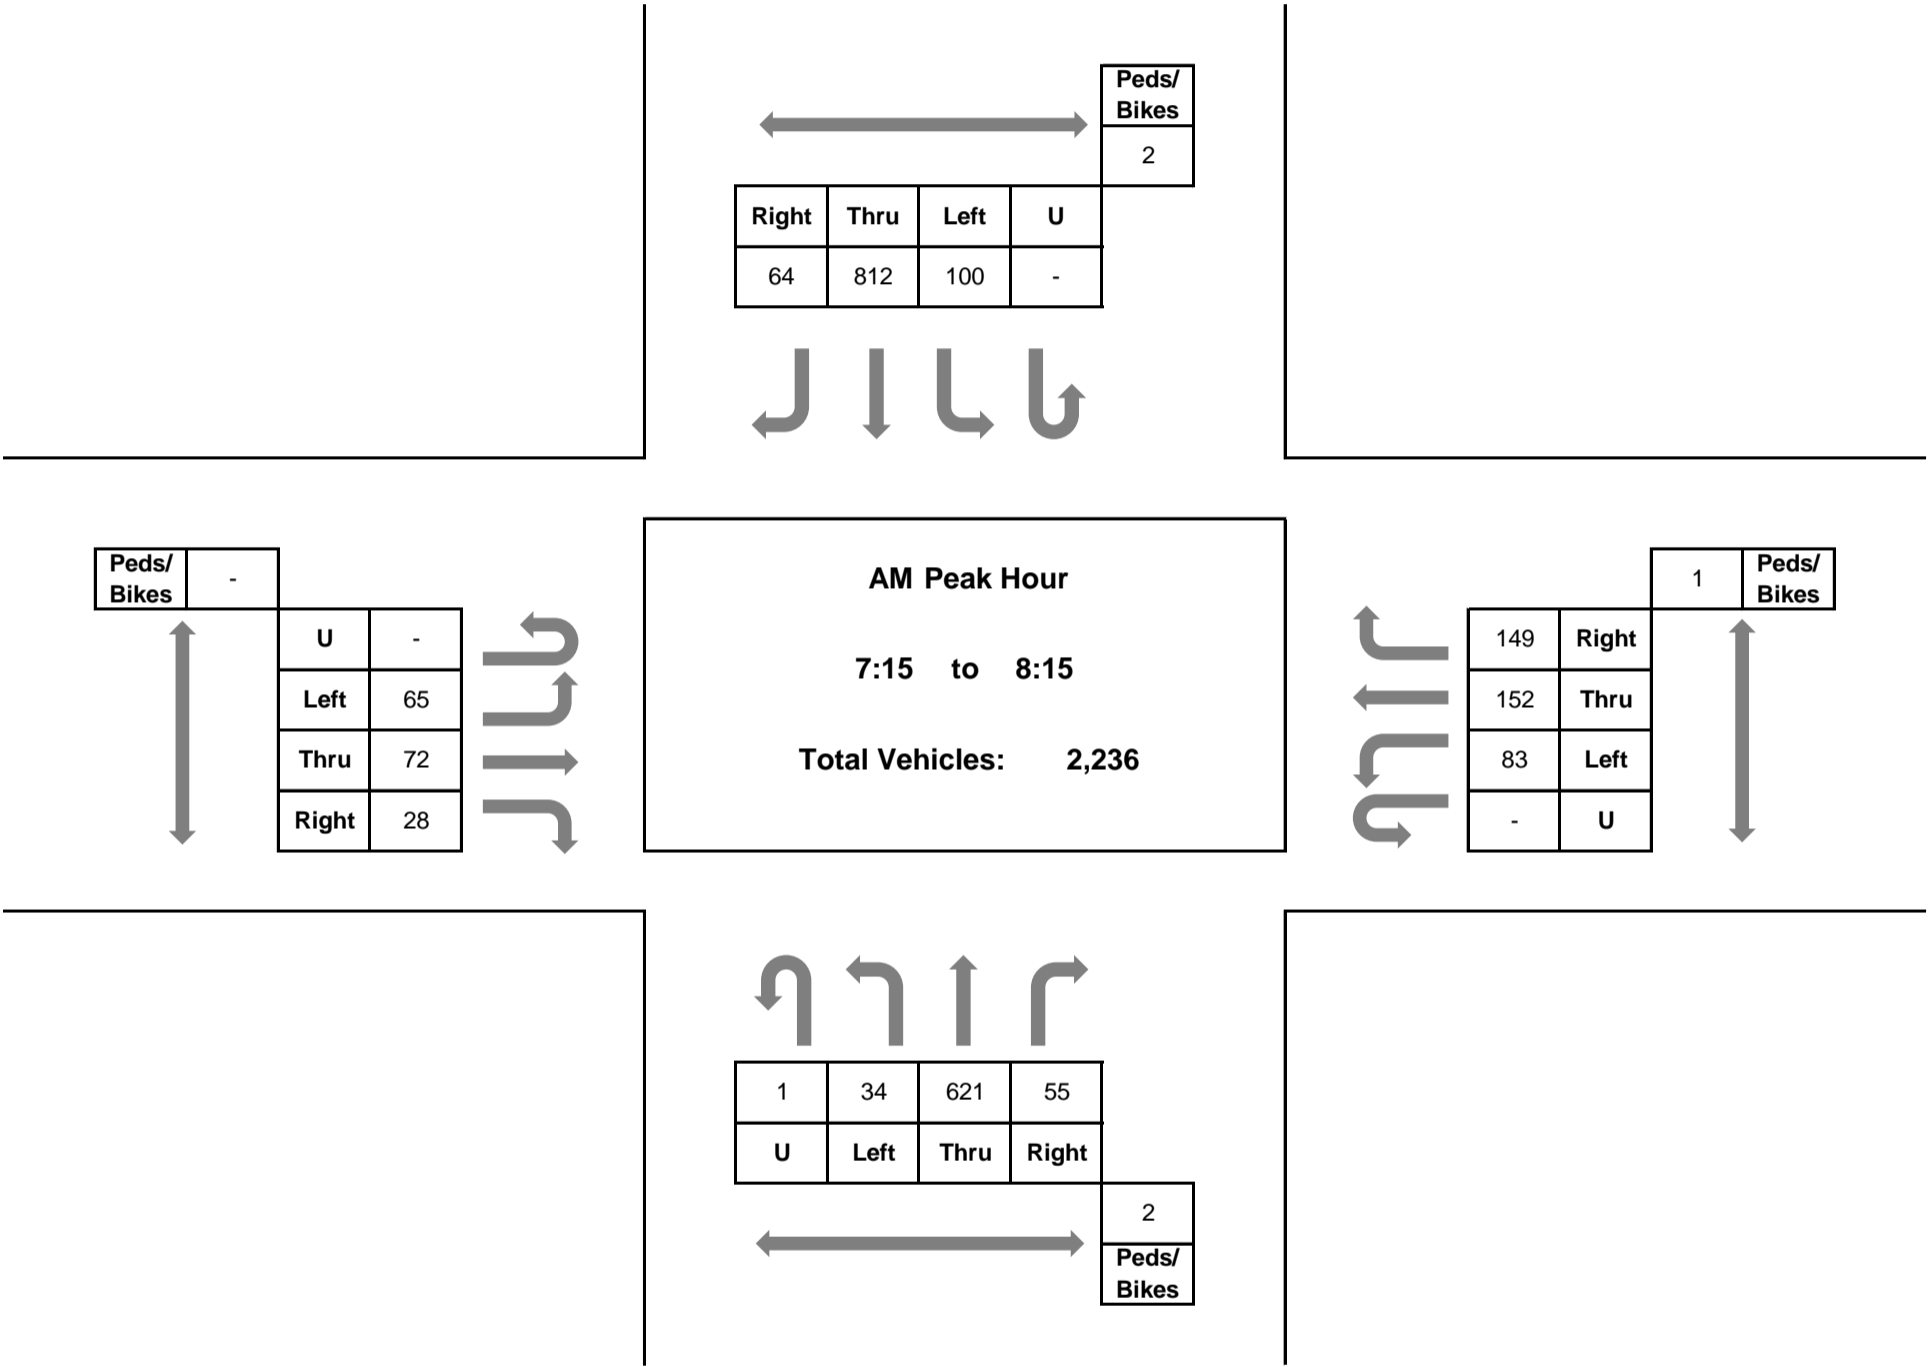 Peds/
Bikes
2
Right Thru Left U
64 812 100 -
Peds/
Bikes
-
U -
Left 65
Thru 72
Right 28
AM Peak Hour
7:15 to 8:15
Total Vehicles: 2,236
1 Peds/
Bikes
149 Right
152 Thru
83 Left
- U
1 34 621 55
U Left Thru Right
2
Peds/
Bikes